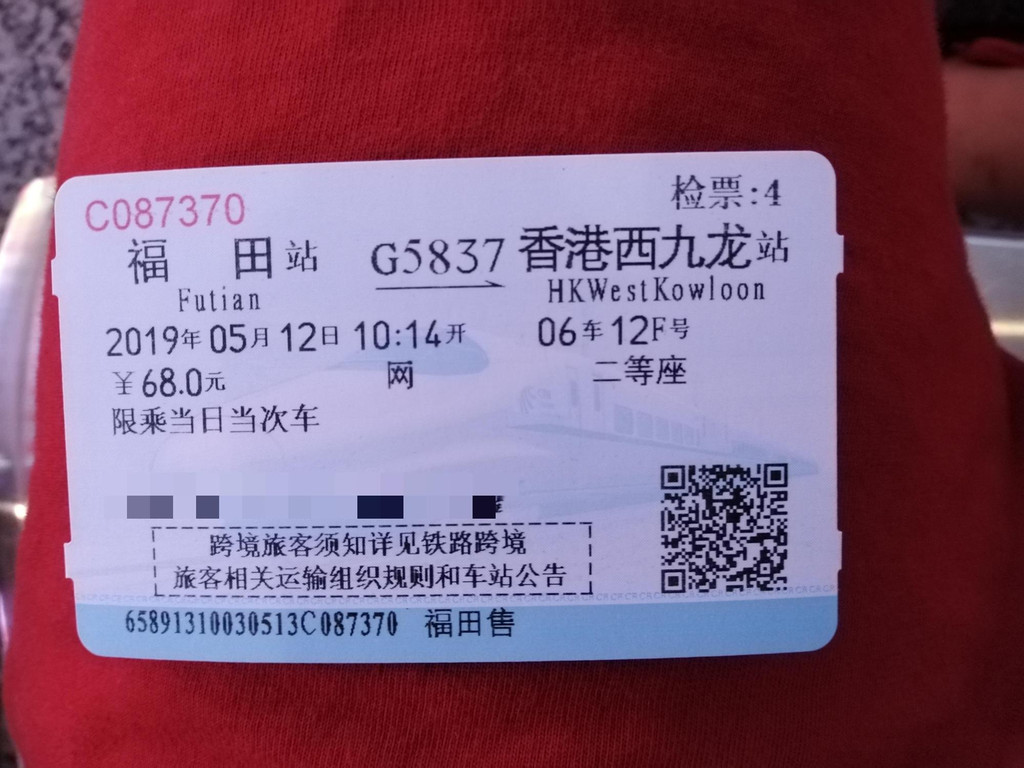 C087370
检票:4
福田站 G5837 香港西九龙站
Futian HKWestKowloon
2019年05月12日 10:14开 06车12F号
￥68.0元 网 二等座
限乘当日当次车
跨境旅客须知详见铁路跨境
旅客相关运输组织规则和车站公告
65891310030513C087370 福田售